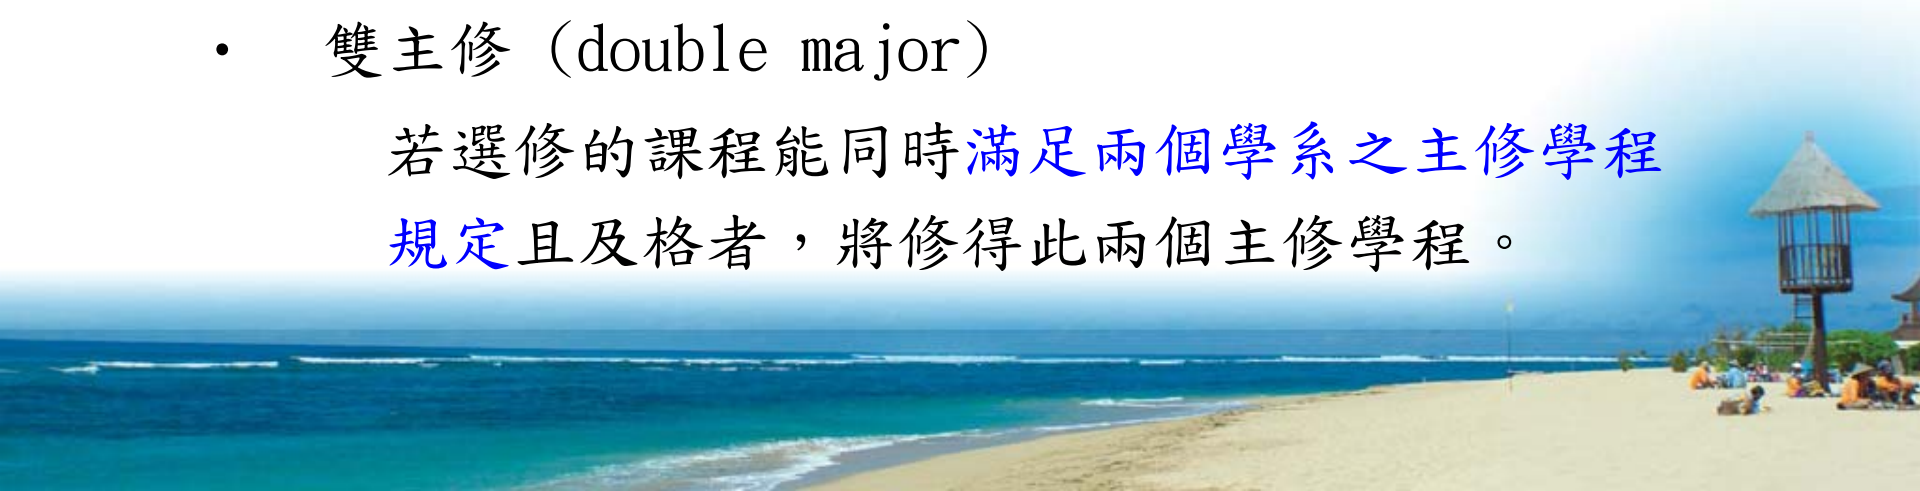 • 雙主修 (double major)
若選修的課程能同時滿足兩個學系之主修學程
規定且及格者，將修得此兩個主修學程。